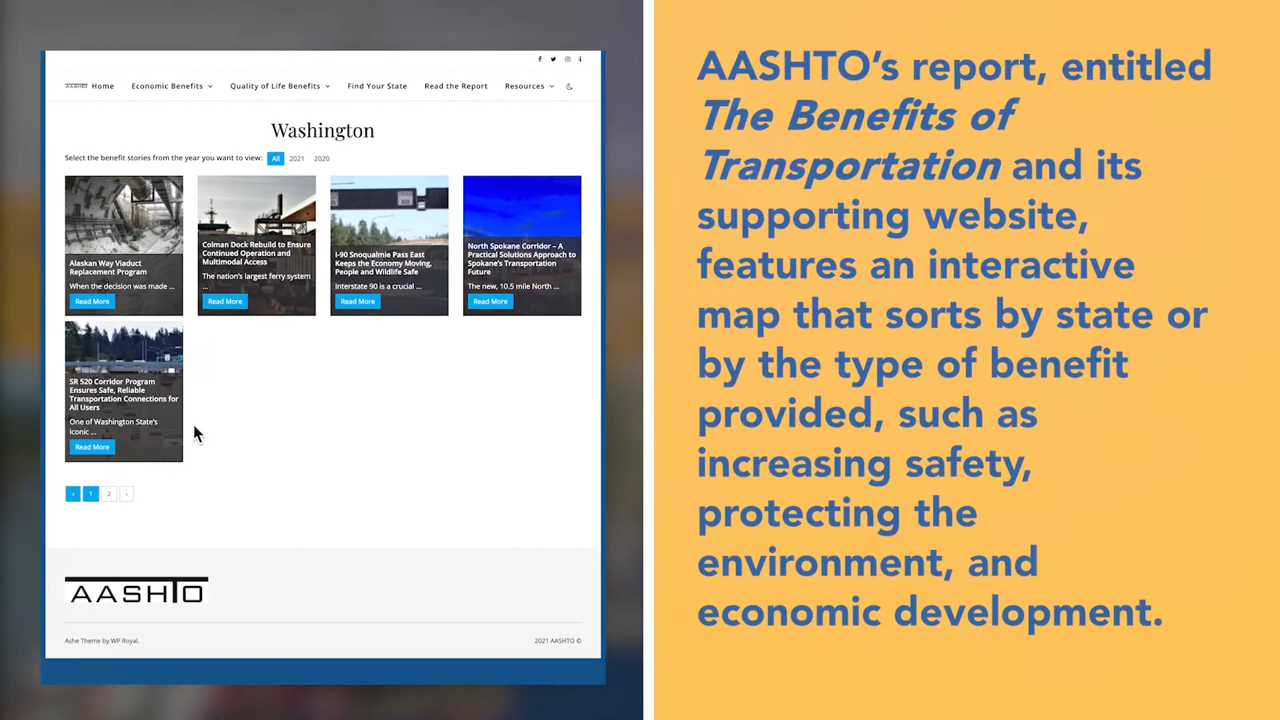 AASHTO Home Economic Benefits Quality of Life Benefits Find Your State Read the Report Resources
Washington
Select the benefit stories from the year you want to view: All 2021 2020
Alaskan Way Viaduct
Replacement Program
When the decision was made ...
Read More
Colman Dock Rebuild to Ensure
Continued Operation and
Multimodal Access
The nation's largest ferry system
...
Read More
I-90 Snoqualmie Pass East
Keeps the Economy Moving,
People and Wildlife Safe
Interstate 90 is a crucial ...
Read More
North Spokane Corridor – A
Practical Solutions Approach to
Spokane's Transportation
Future
The new, 10.5 mile North ...
Read More
SR 520 Corridor Program
Ensures Safe, Reliable
Transportation Connections for
All Users
One of Washington State's
iconic ...
Read More
« 1 2 ›
AASHTO
Ashe Theme by WP Royal.
2021 AASHTO ©
AASHTO’s report, entitled
The Benefits of
Transportation and its
supporting website,
features an interactive
map that sorts by state or
by the type of benefit
provided, such as
increasing safety,
protecting the
environment, and
economic development.